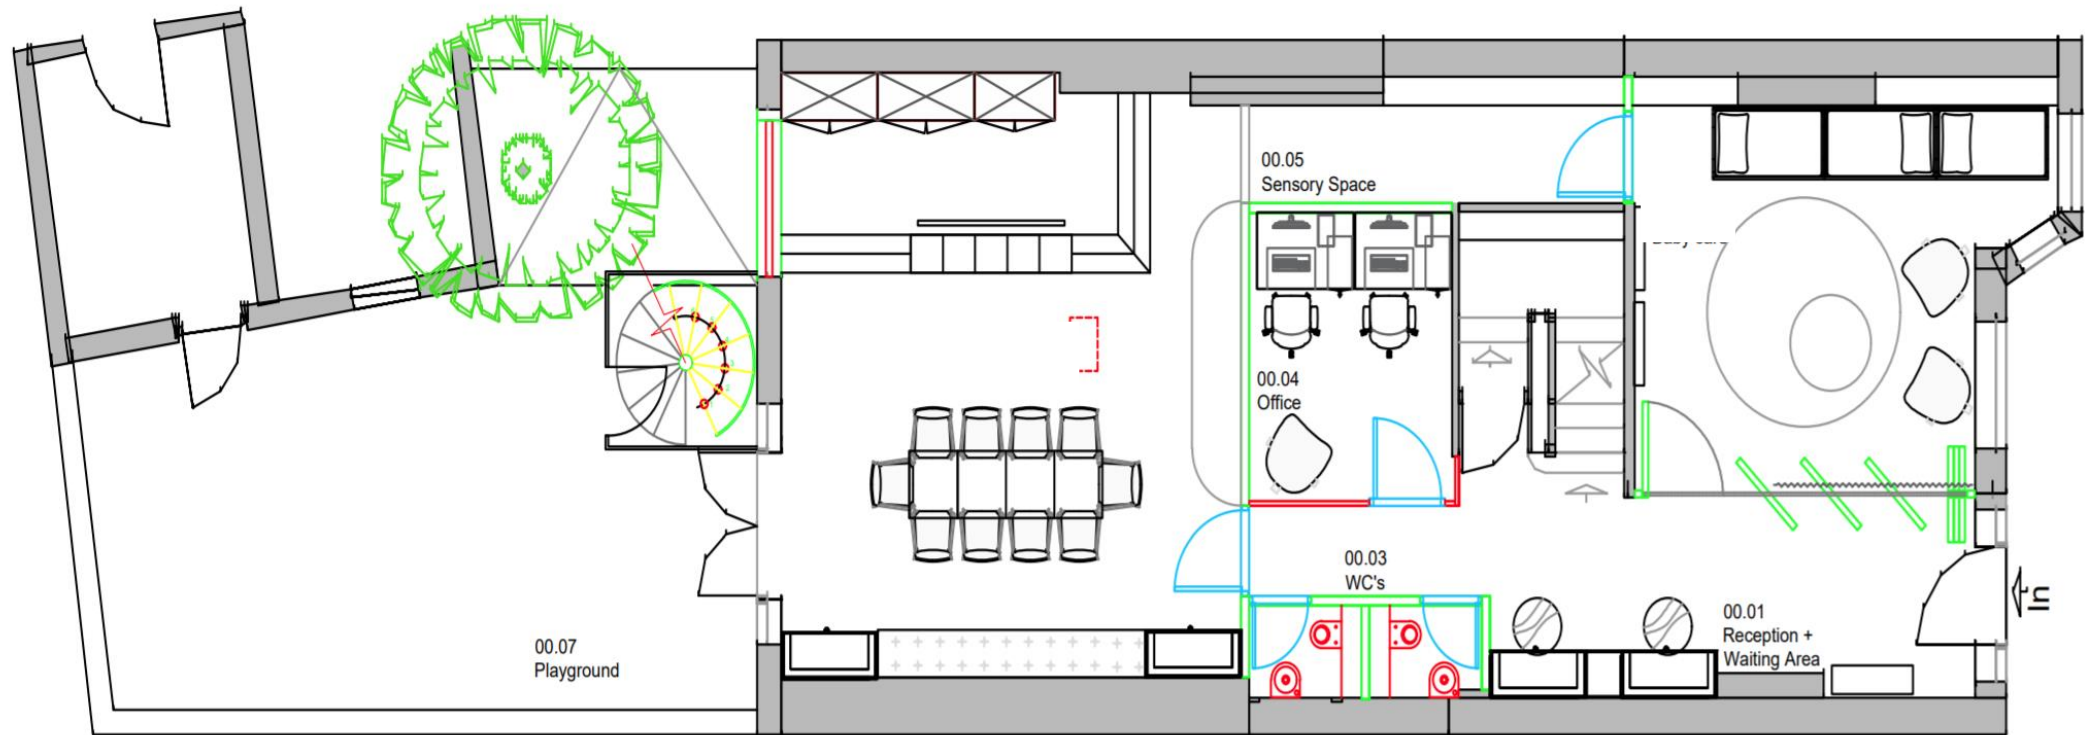 00.05
Sensory Space
00.04
Office
00.03
WC's
00.01
Reception +
Waiting Area
In
00.07
Playground